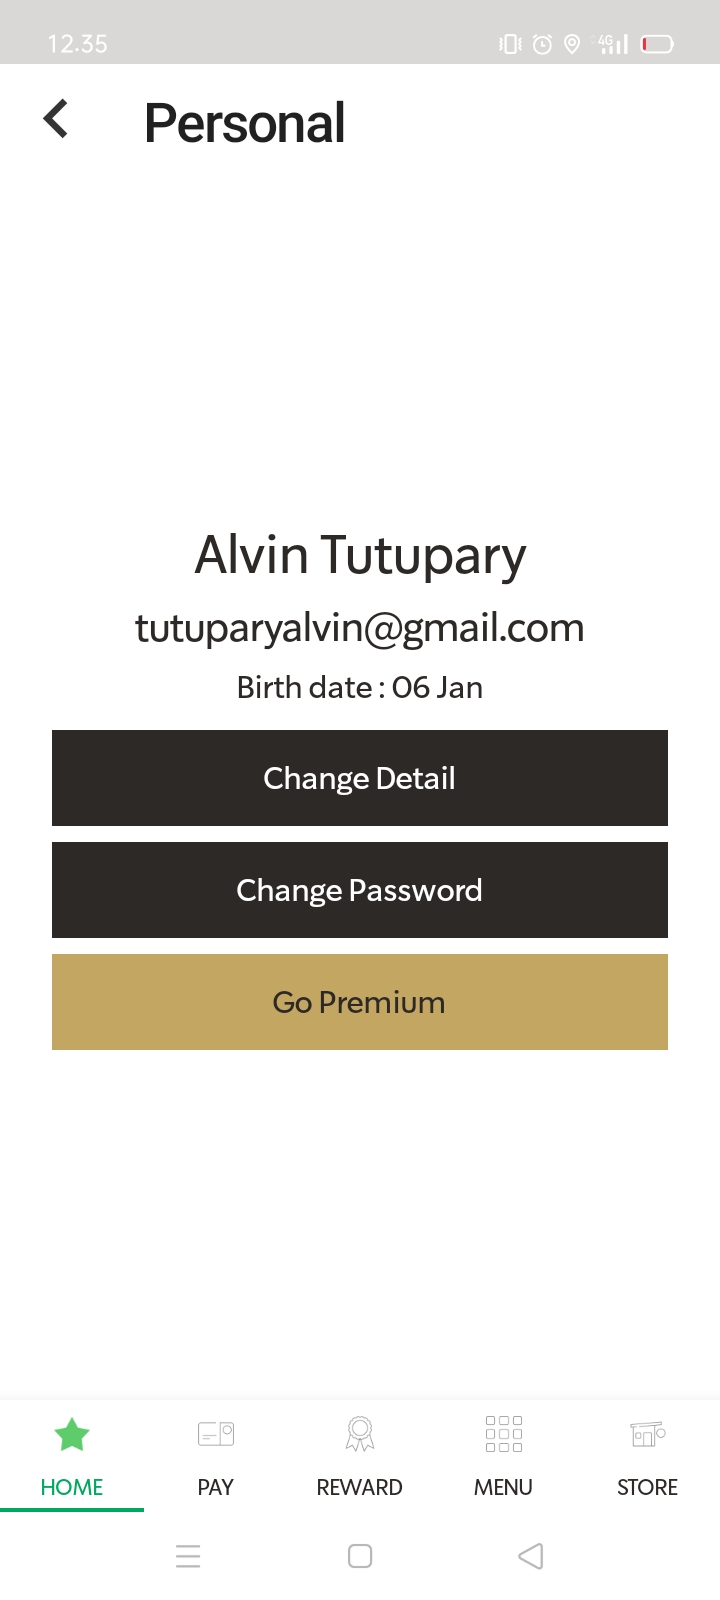 12.35
4G
Personal
Alvin Tutupary
tutuparyalvin@gmail.com
Birth date : 06 Jan
Change Detail
Change Password
Go Premium
HOME PAY REWARD MENU STORE